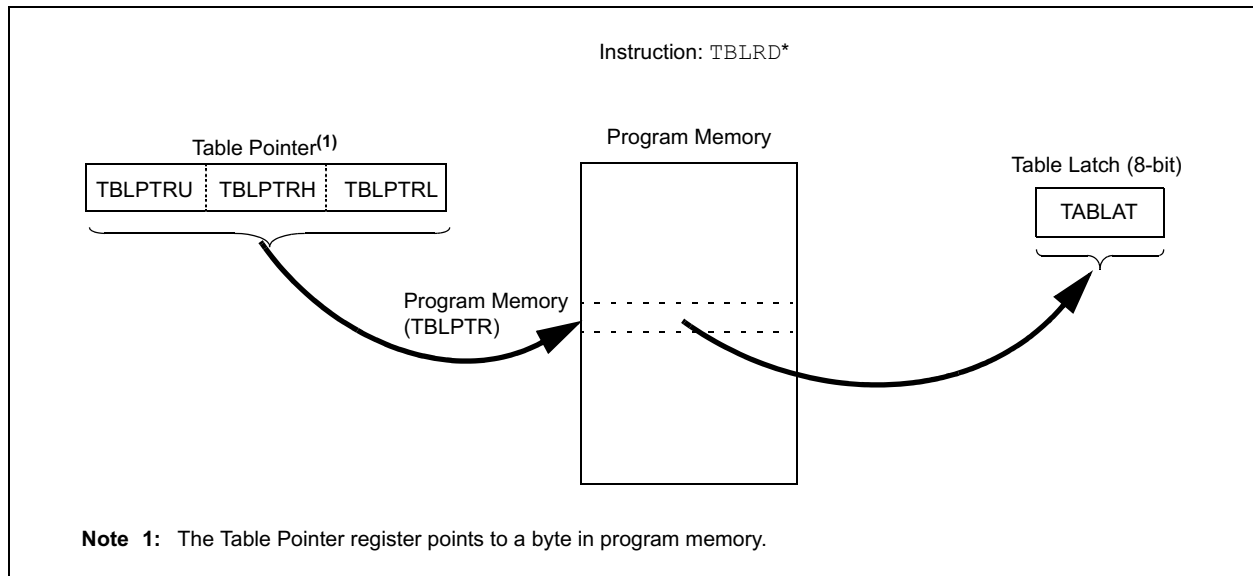 Instruction: TBLRD*
Table Pointer(1)
TBLPTRU TBLPTRH TBLPTRL
Program Memory
(TBLPTR)
Program Memory
Table Latch (8-bit)
TABLAT
Note 1: The Table Pointer register points to a byte in program memory.